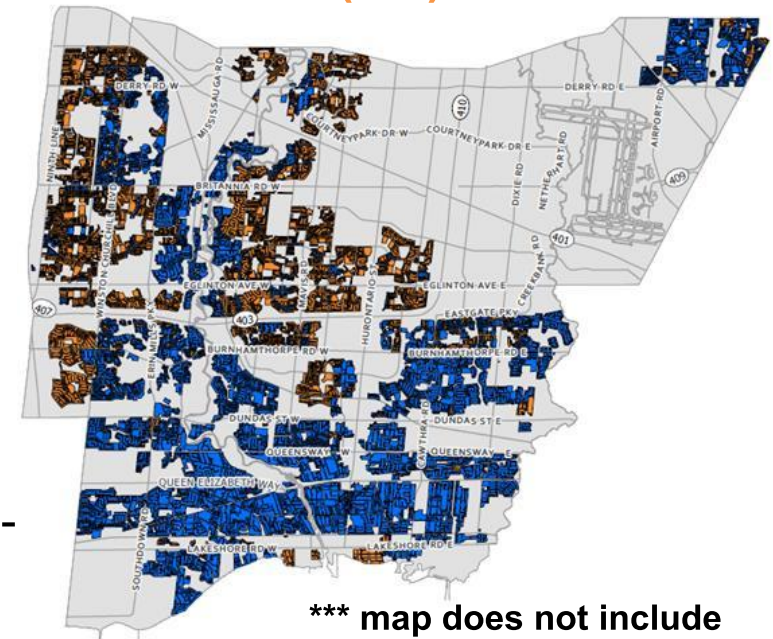 DERRY RD W
MISSISSAUGA RD
DERRY RD E
410
AIRPORT RD
NINTH LINE
COURTNEYPARK DR W
COURTNEYPARK DR E
DIXIE RD
NETHERHART RD
409
BRITANNIA RD W
WINSTON CHURCHILL BLVD
401
MAVIS RD
HURONTARIO ST
CREEKBANK RD
EGLINTON AVE W
EGLINTON AVE E
407
403
EASTGATE PKY
ERIN MILLS PKY
BURNHAMTHORPE RD W
BURNHAMTHORPE RD E
DUNDAS ST W
DUNDAS ST E
CAWTHRA RD
QUEENSWAY W
QUEENSWAY E
QUEEN ELIZABETH WAY
-
SOUTHDOWN RD
LAKESHORE RD W
LAKESHORE RD E
*** map does not include